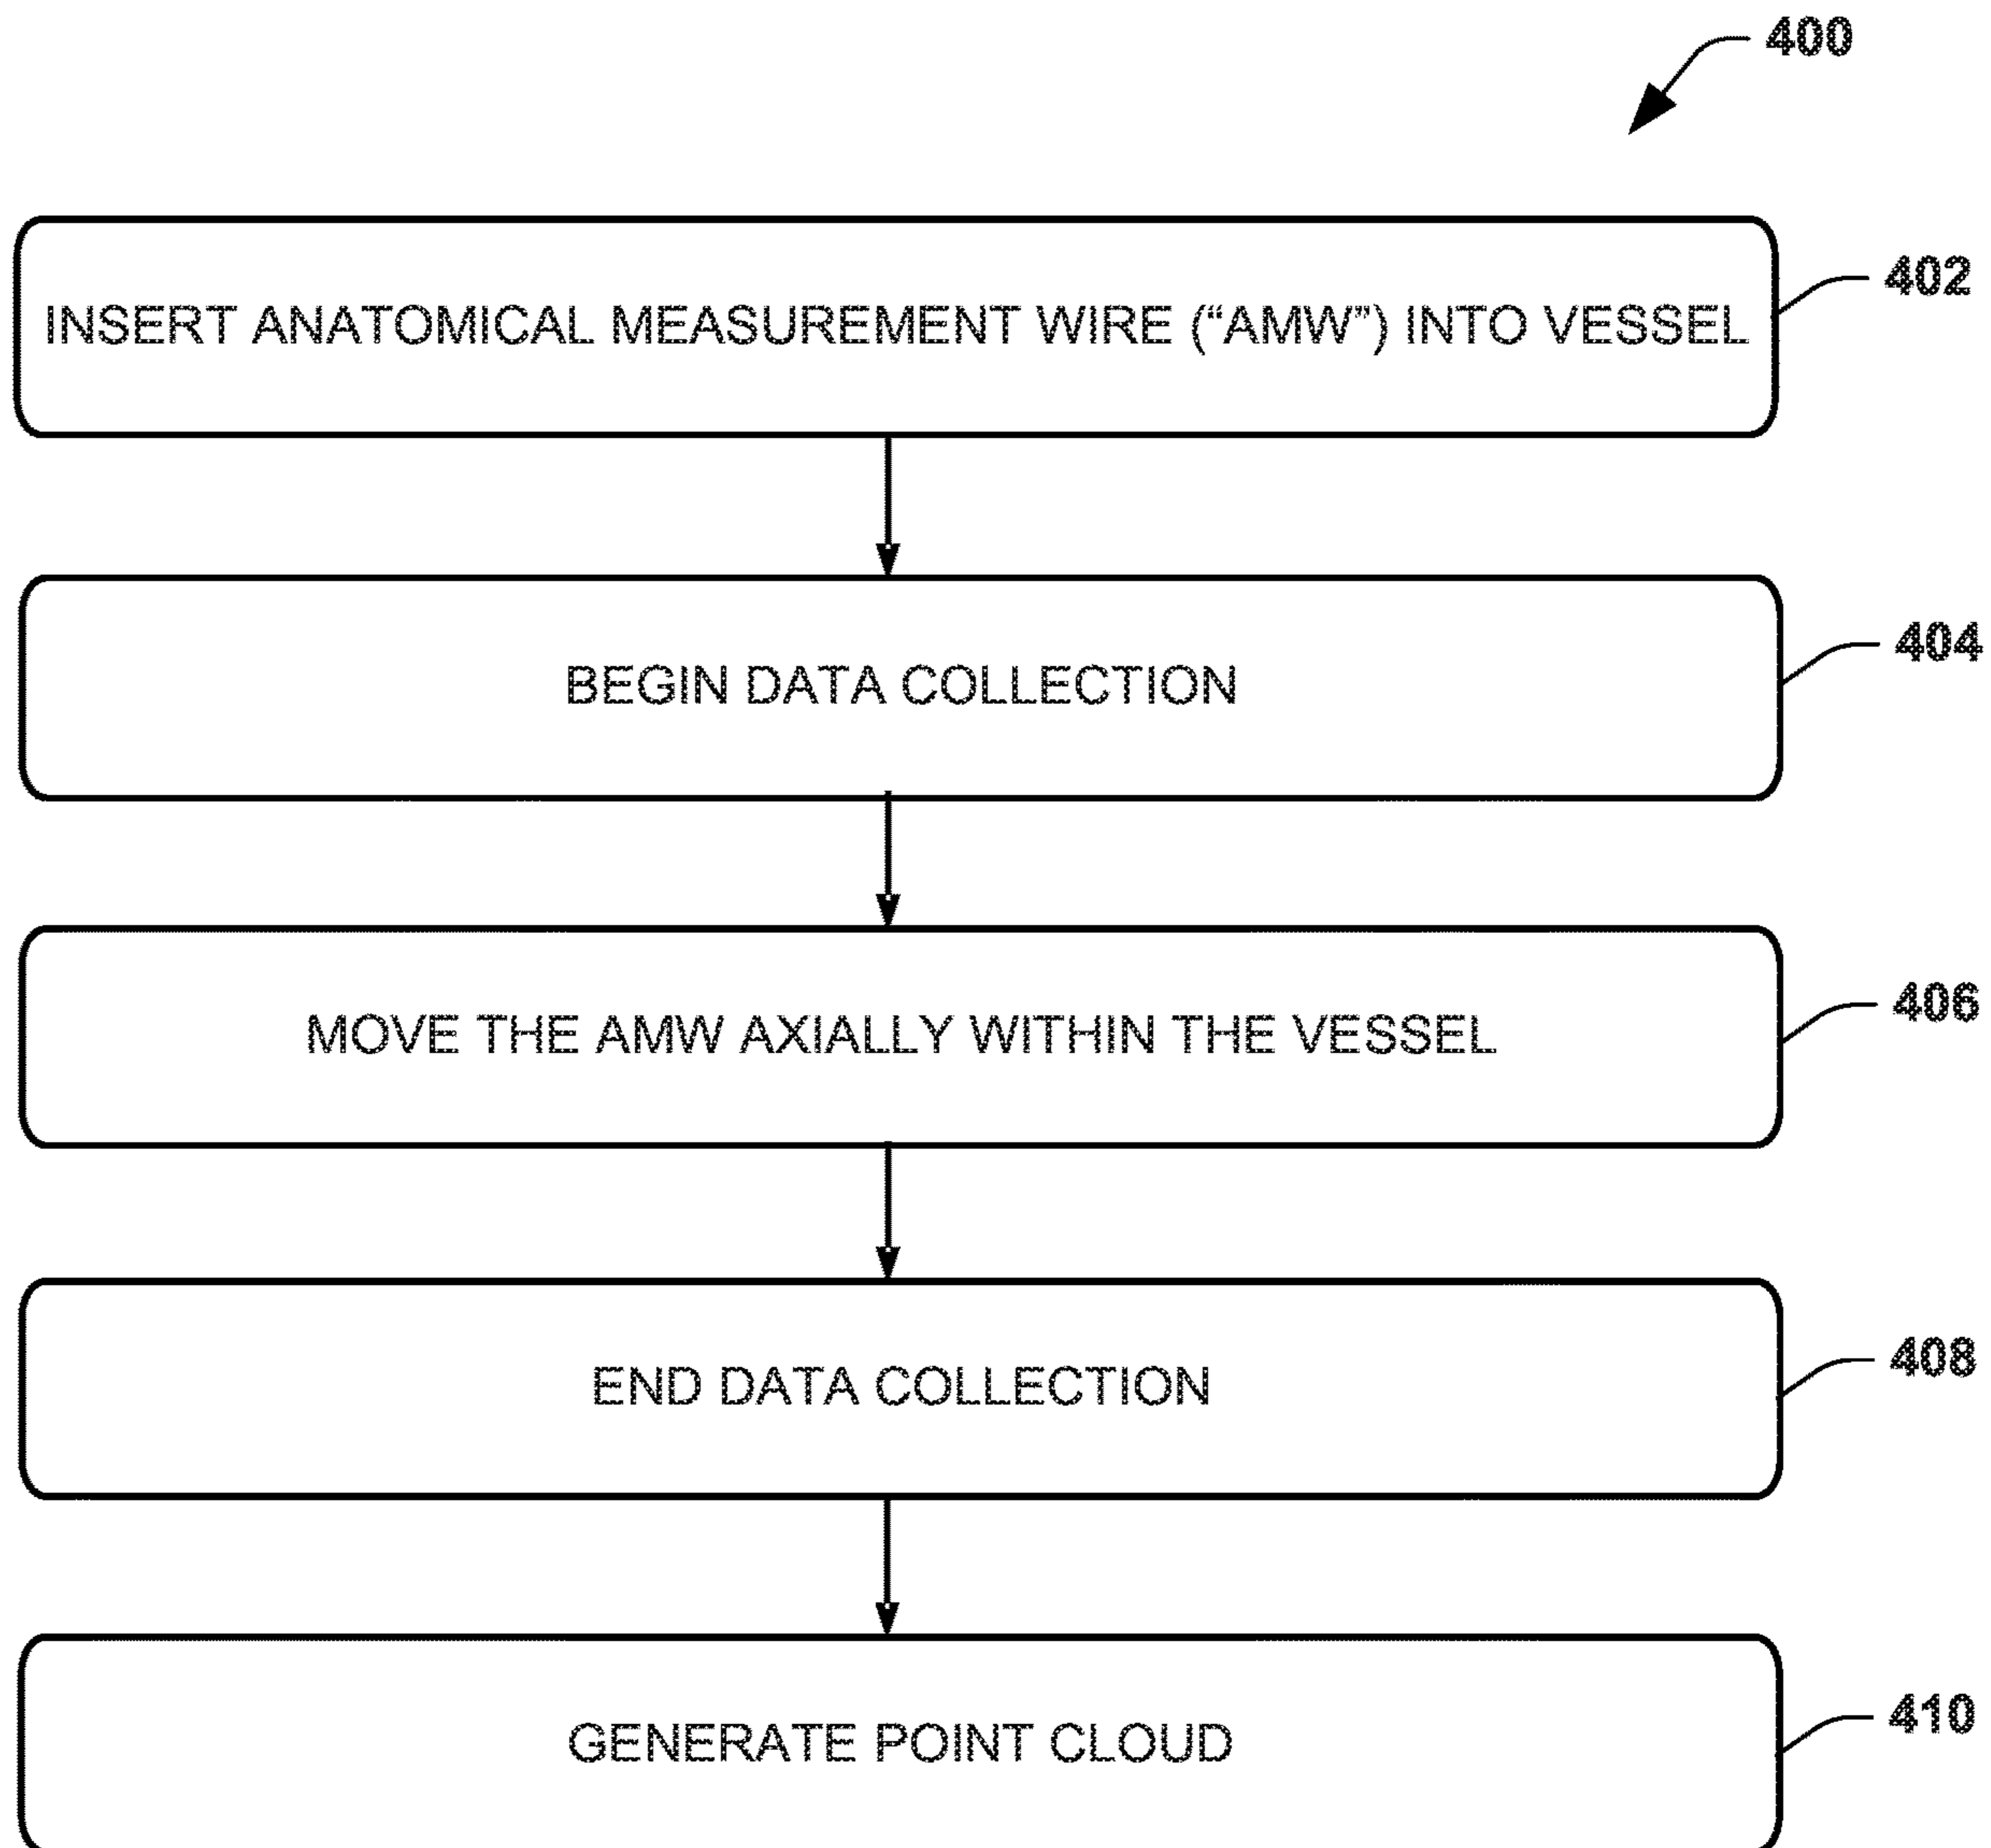 400
INSERT ANATOMICAL MEASUREMENT WIRE (“AMW”) INTO VESSEL
402
BEGIN DATA COLLECTION
404
MOVE THE AMW AXIALLY WITHIN THE VESSEL
406
END DATA COLLECTION
408
GENERATE POINT CLOUD
410